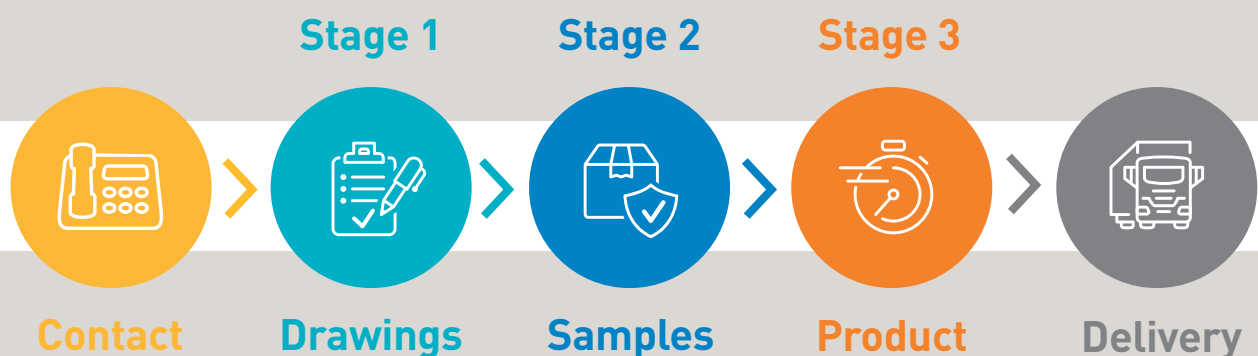 Stage 1
Stage 2
Stage 3
Contact
Drawings
Samples
Product
Delivery